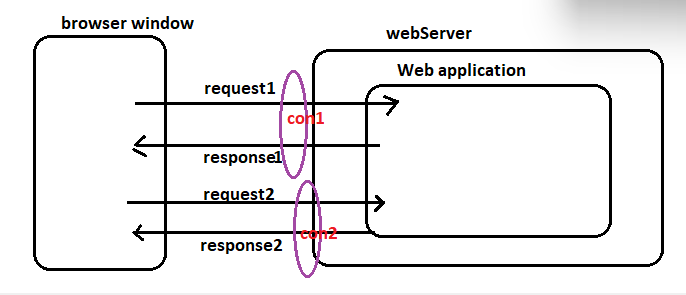 browser window
webServer
Web application
request1
con1
response1
request2
con2
response2